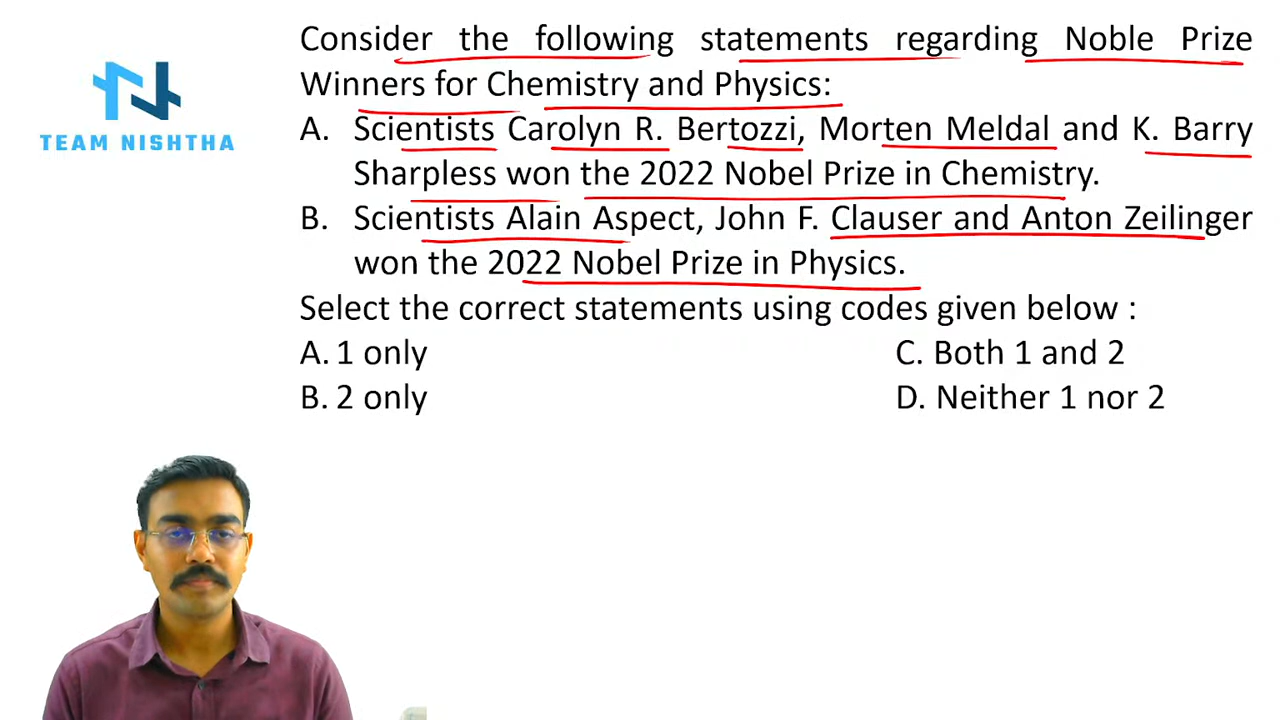 Consider the following statements regarding Noble Prize
Winners for Chemistry and Physics:
A. Scientists Carolyn R. Bertozzi, Morten Meldal and K. Barry
Sharpless won the 2022 Nobel Prize in Chemistry.
B. Scientists Alain Aspect, John F. Clauser and Anton Zeilinger
won the 2022 Nobel Prize in Physics.
Select the correct statements using codes given below :
A. 1 only
C. Both 1 and 2
B. 2 only
D. Neither 1 nor 2
TEAM NISHTHA